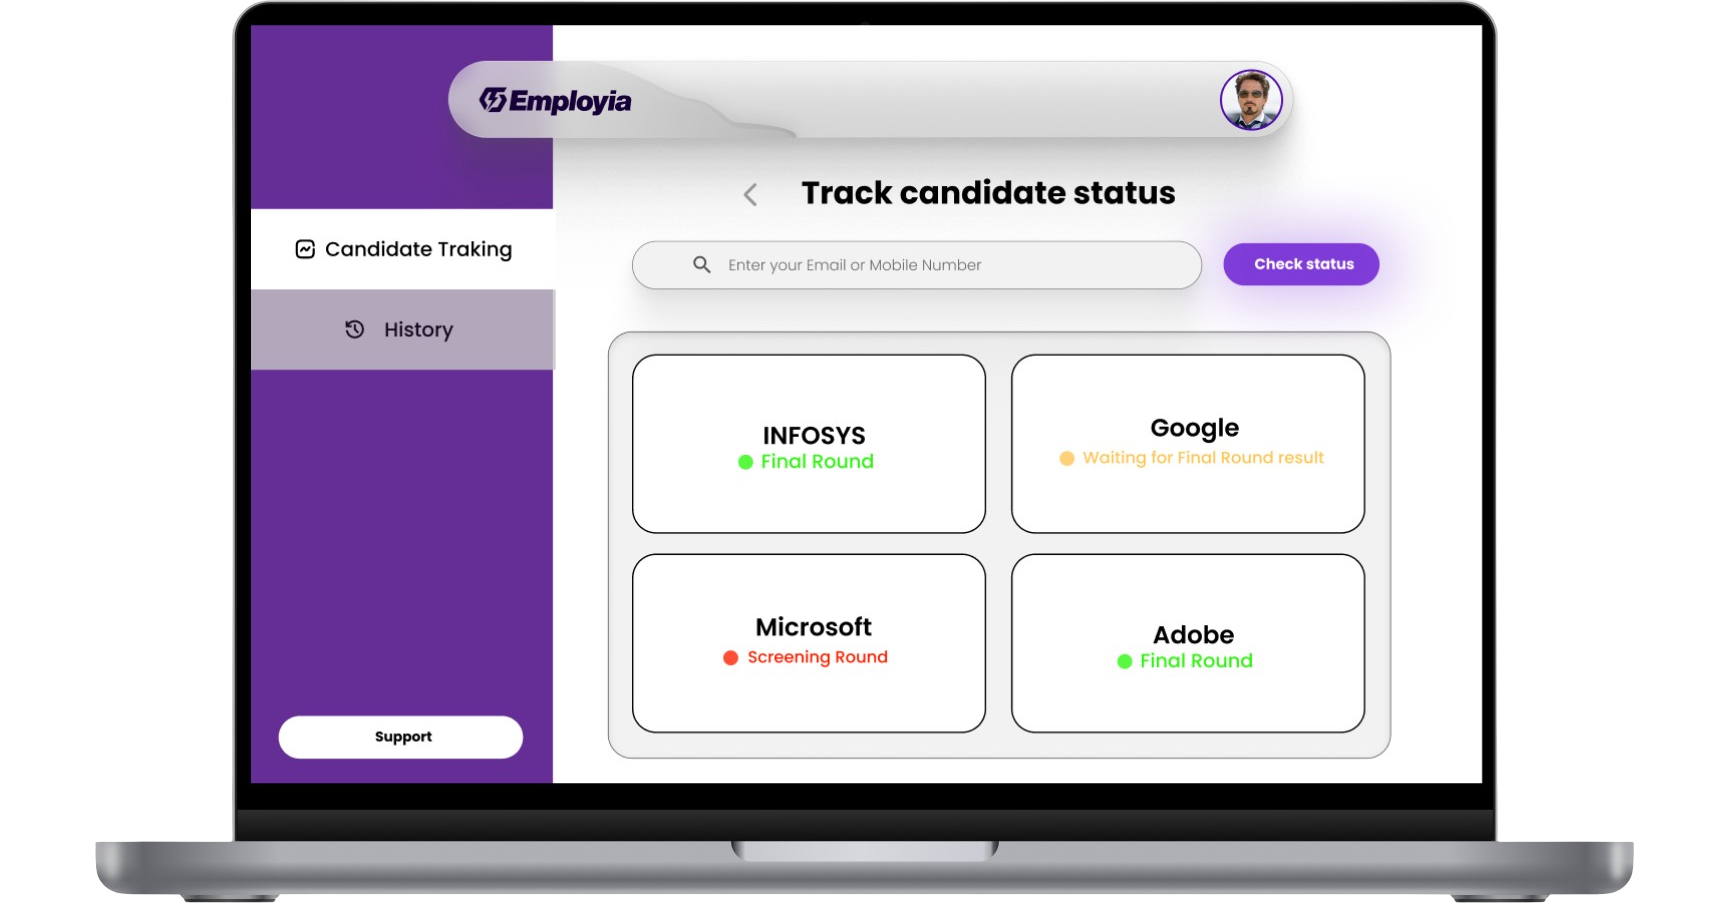 Employia
Track candidate status
Candidate Traking
Enter your Email or Mobile Number
Check status
History
INFOSYS
Final Round
Google
Waiting for Final Round result
Microsoft
Screening Round
Adobe
Final Round
Support